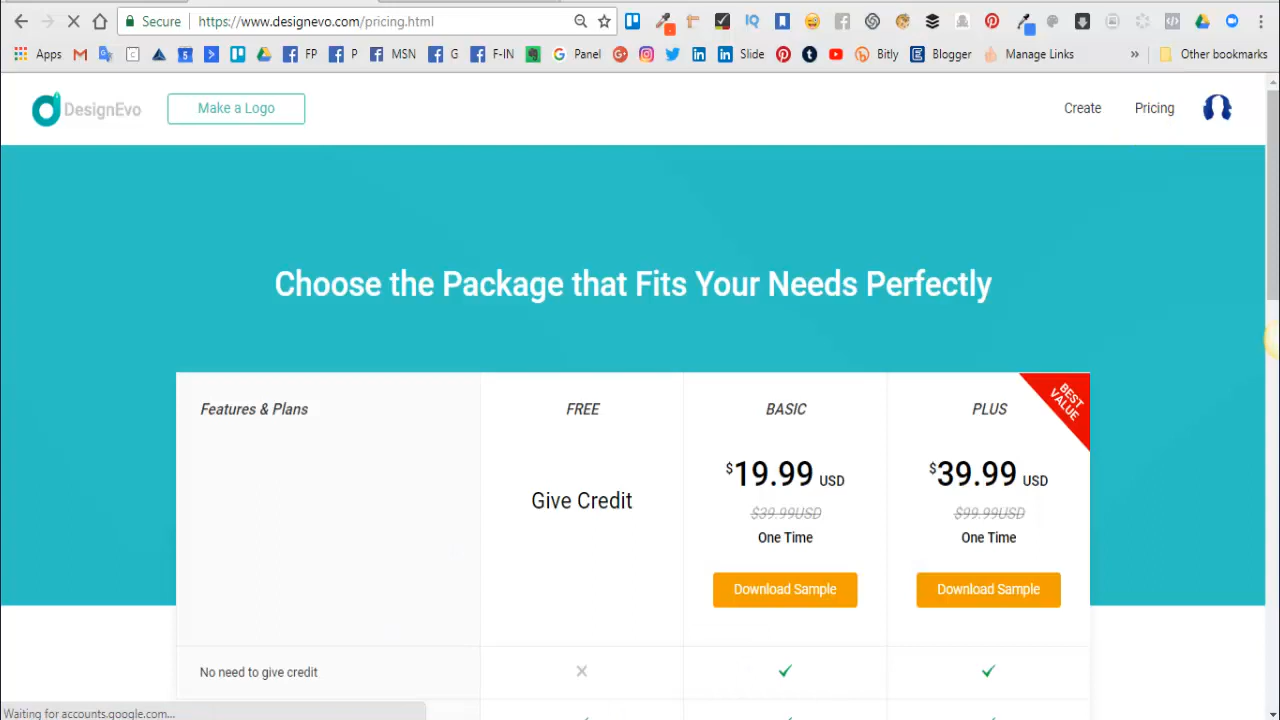 Secure https://www.designevo.com/pricing.html
Apps FP P MSN G F-IN Panel Slide Bitly Blogger Manage Links » Other bookmarks
DesignEvo Make a Logo Create Pricing
Choose the Package that Fits Your Needs Perfectly
Features & Plans FREE BASIC PLUS BEST VALUE
$19.99 USD $39.99 USD
Give Credit
$39.99USD $99.99USD
One Time One Time
Download Sample Download Sample
No need to give credit
Waiting for accounts.google.com...